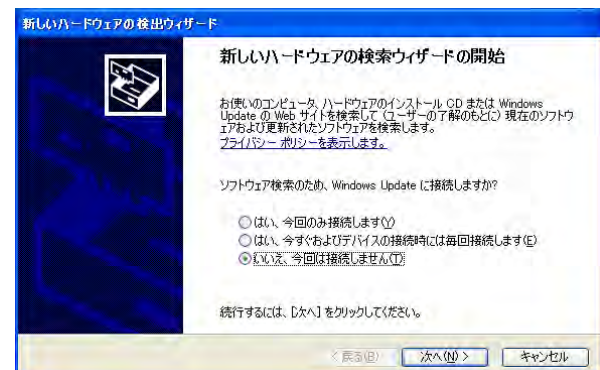 新しいハードウェアの検出ウィザード
新しいハードウェアの検索ウィザードの開始
お使いのコンピュータ、ハードウェアのインストール CD または Windows
Update の Web サイトを検索して (ユーザーの了解のもとに) 現在のソフトウ
ェアおよび更新されたソフトウェアを検索します。
プライバシー ポリシーを表示します。
ソフトウェア検索のため、Windows Update に接続しますか?
はい、今回のみ接続します(Y)
はい、今すぐおよびデバイスの接続時には毎回接続します(E)
いいえ、今回は接続しません(T)
続行するには、[次へ] をクリックしてください。
< 戻る(B) 次へ(N) > キャンセル